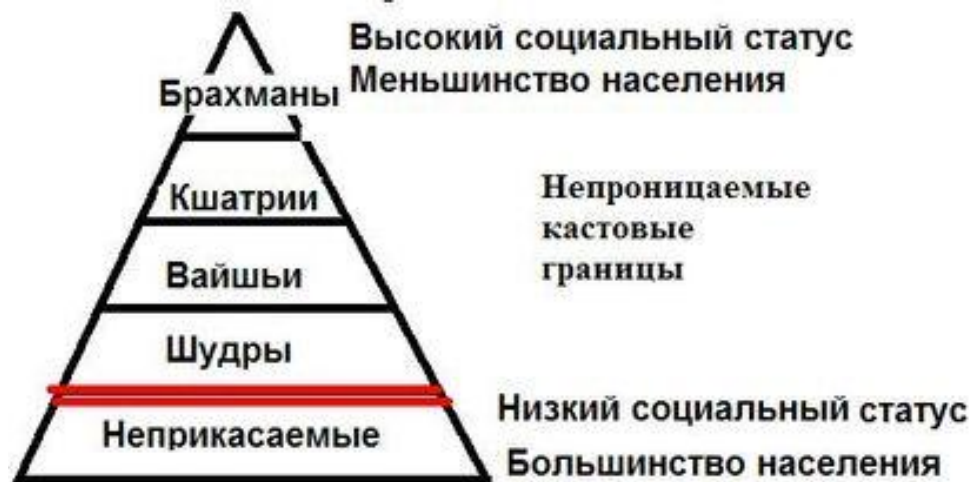 Высокий социальный статус
Меньшинство населения
Брахманы
Кшатрии
Непроницаемые
кастовые
границы
Вайшьи
Шудры
Неприкасаемые
Низкий социальный статус
Большинство населения